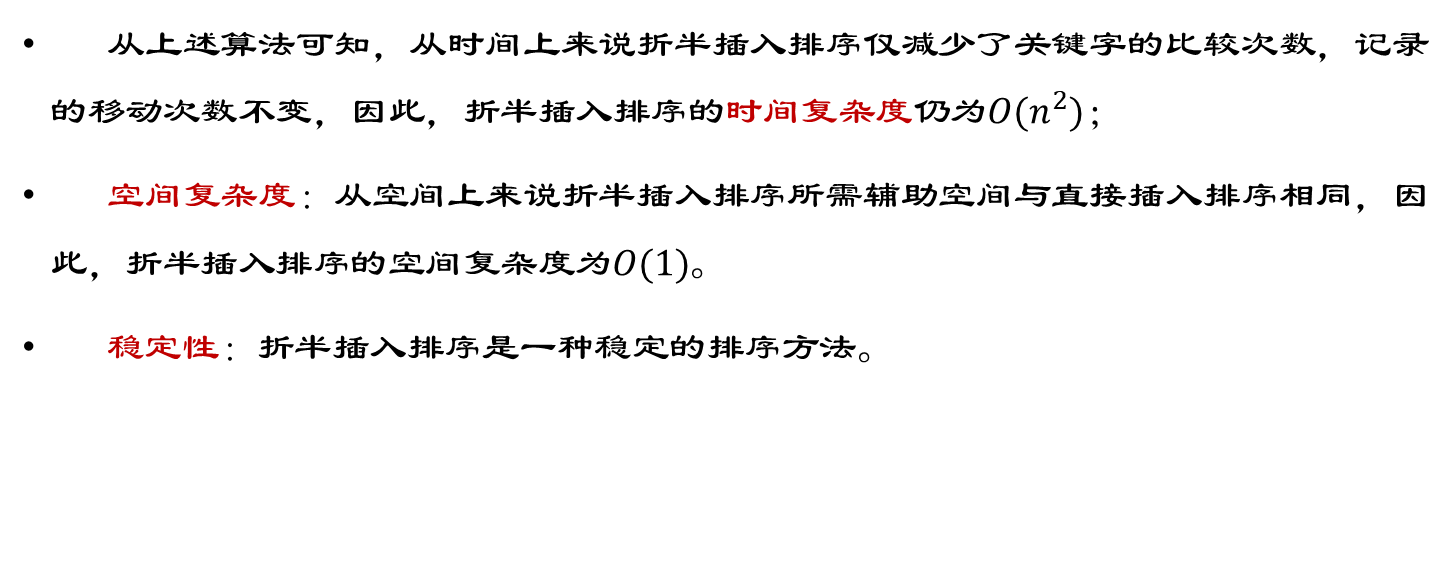 • 从上述算法可知，从时间上来说折半插入排序仅减少了关键字的比较次数，记录
的移动次数不变，因此，折半插入排序的时间复杂度仍为O(n²)；
• 空间复杂度：从空间上来说折半插入排序所需辅助空间与直接插入排序相同，因
此，折半插入排序的空间复杂度为O(1)。
• 稳定性：折半插入排序是一种稳定的排序方法。